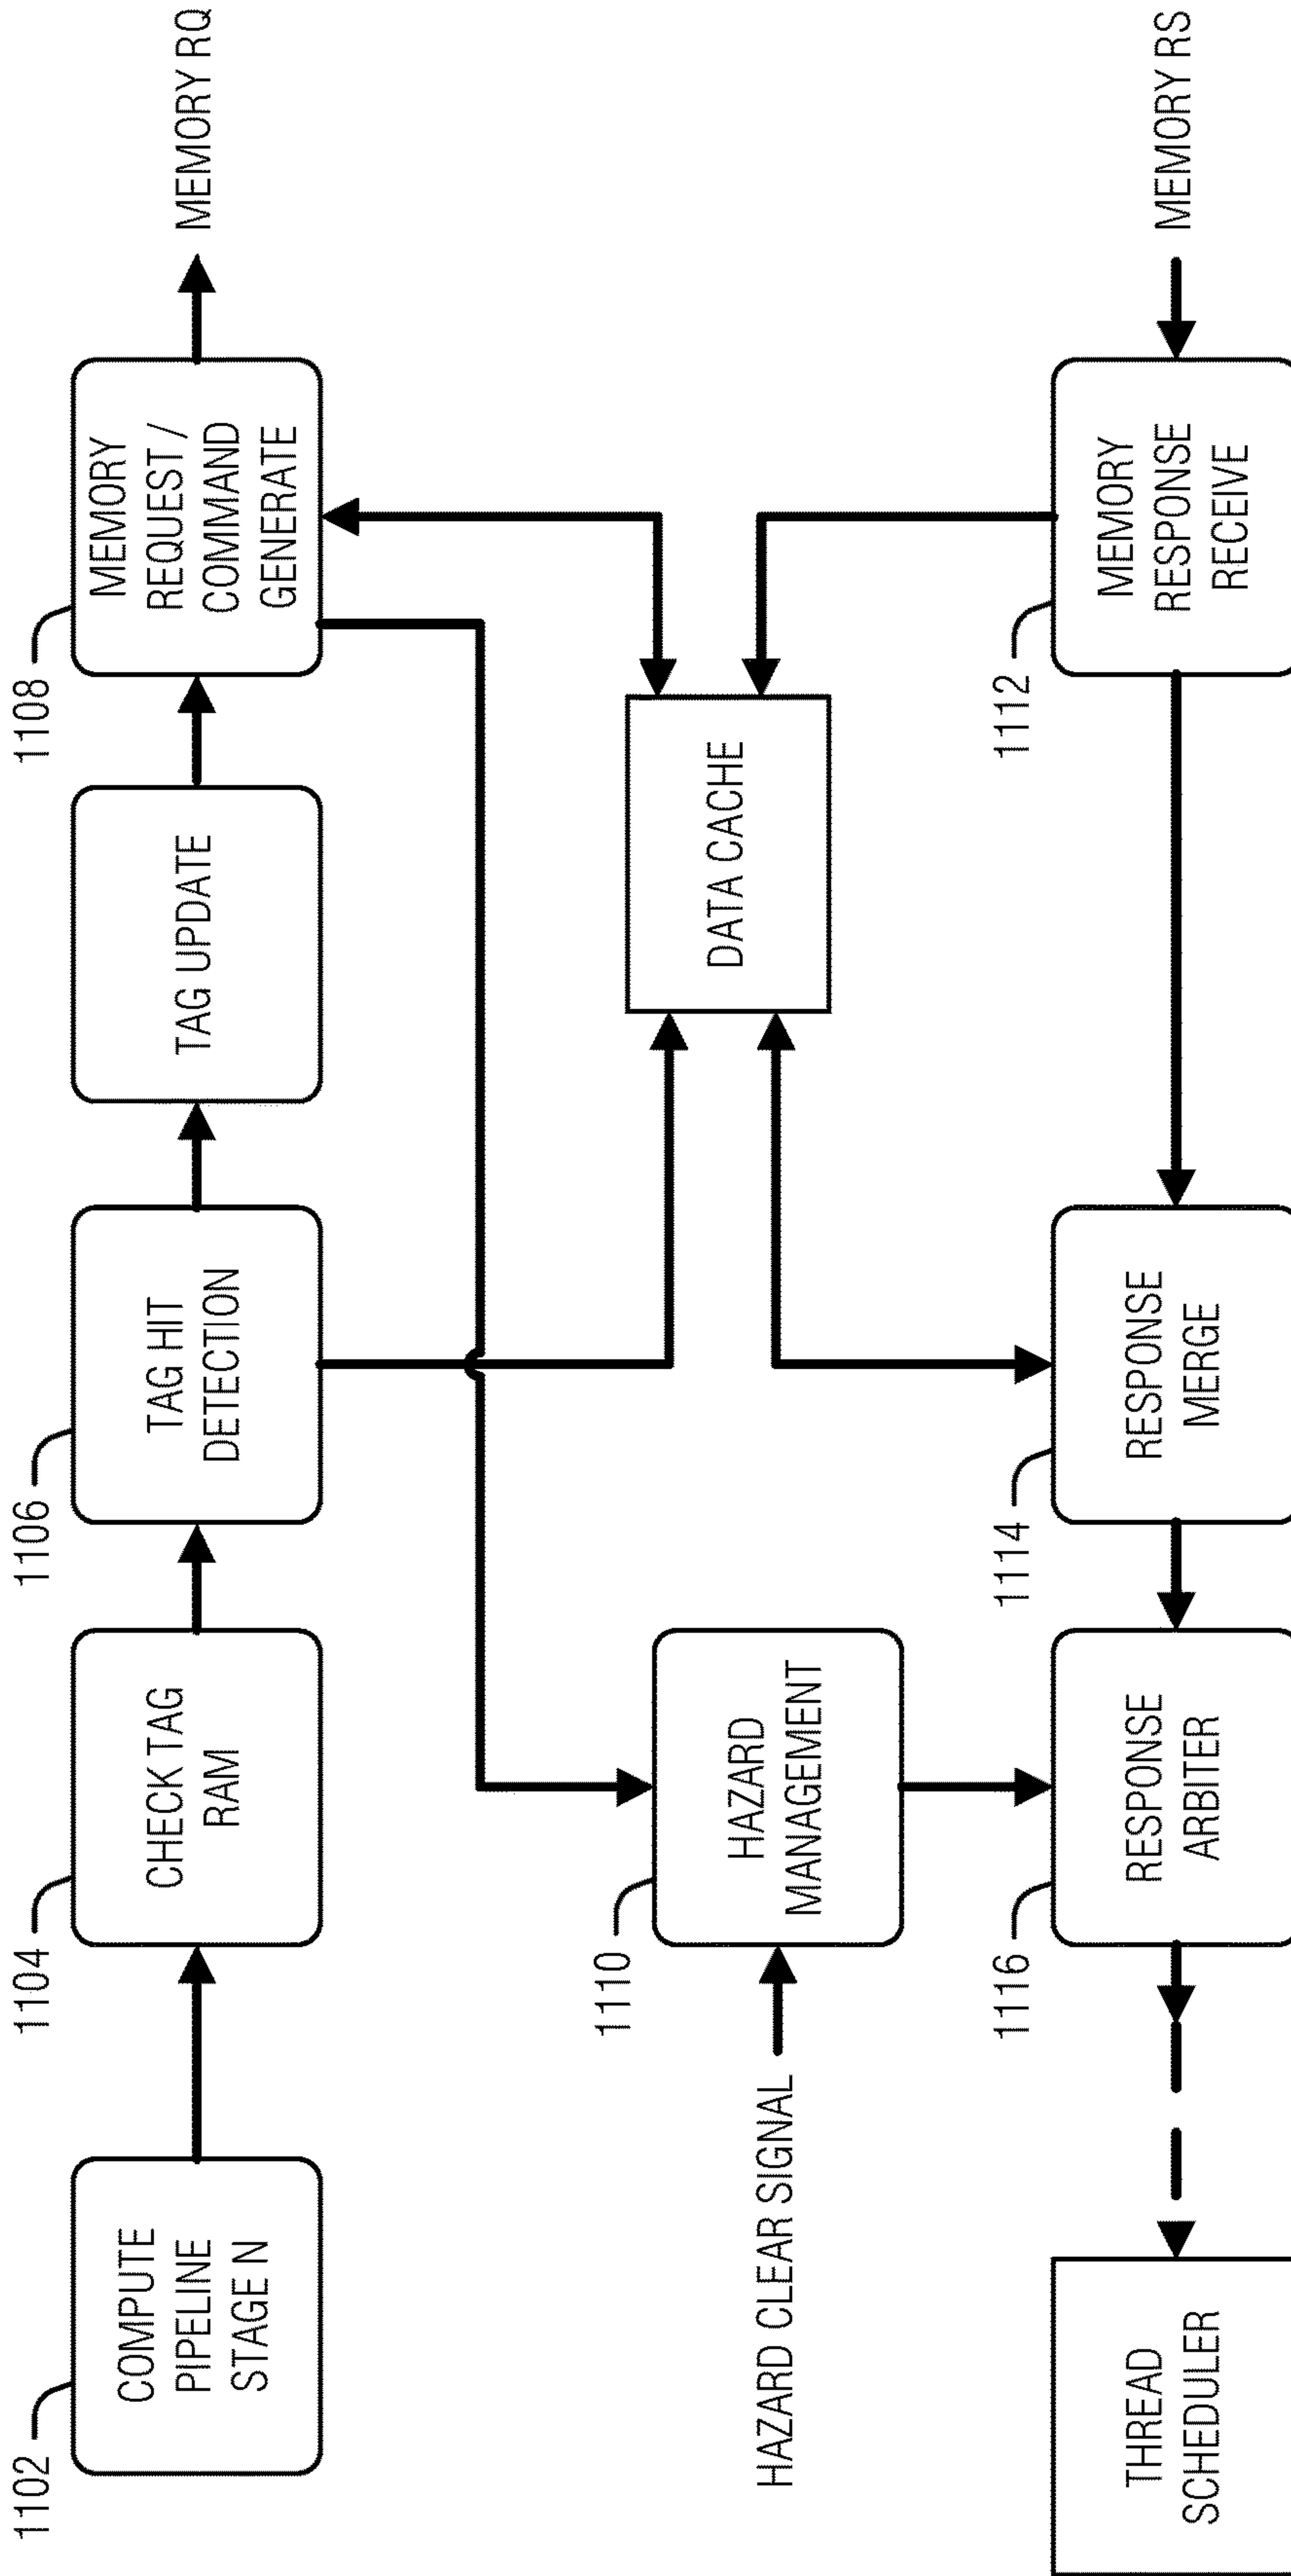 1102
COMPUTE
PIPELINE
STAGE N
1104
CHECK TAG
RAM
1106
TAG HIT
DETECTION
TAG UPDATE
1108
MEMORY
REQUEST /
COMMAND
GENERATE
MEMORY RQ
HAZARD CLEAR SIGNAL
1110
HAZARD
MANAGEMENT
DATA CACHE
THREAD
SCHEDULER
1116
RESPONSE
ARBITER
1114
RESPONSE
MERGE
1112
MEMORY
RESPONSE
RECEIVE
MEMORY RS